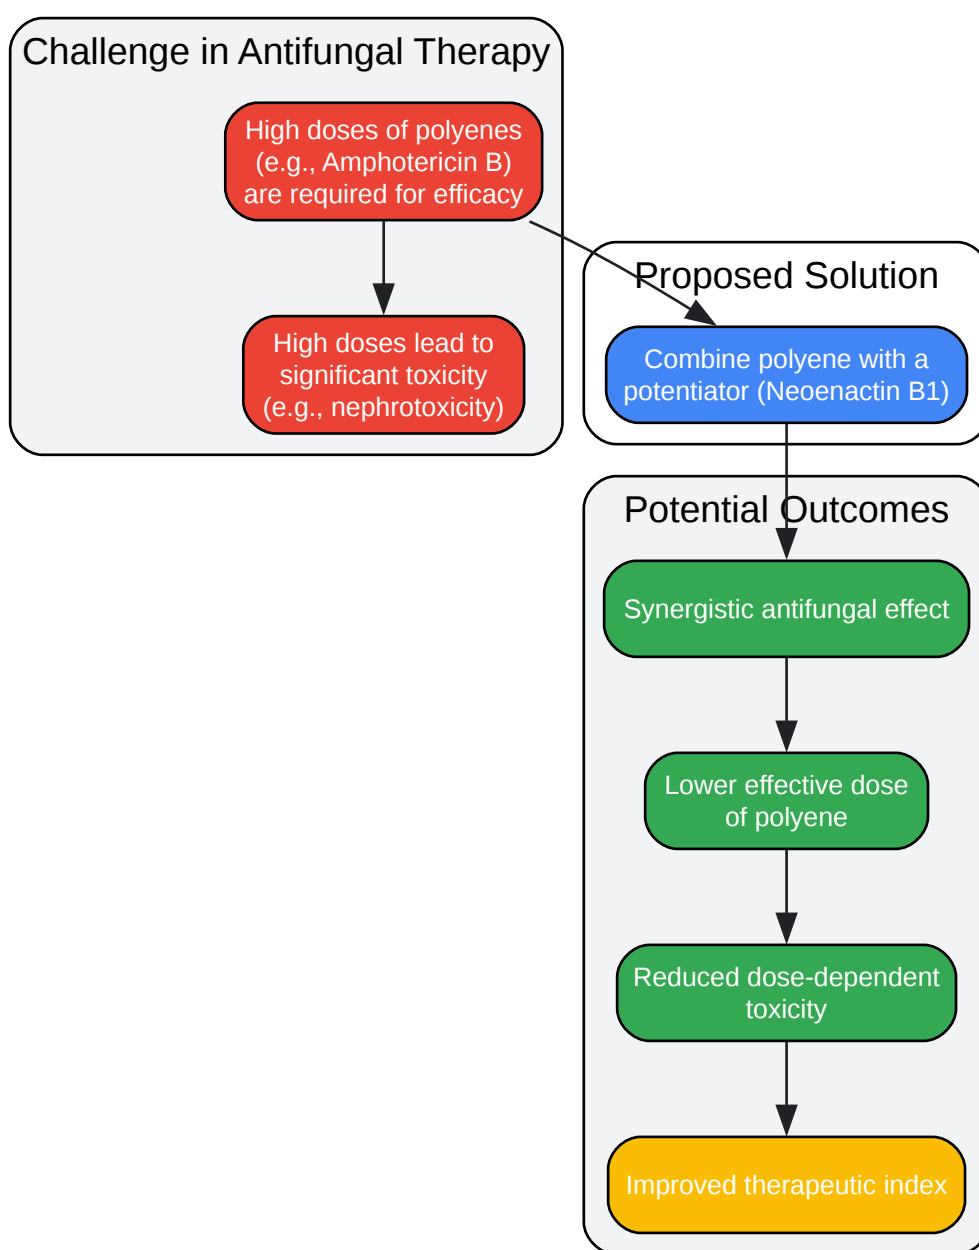 Challenge in Antifungal Therapy
High doses of polyenes
(e.g., Amphotericin B)
are required for efficacy
High doses lead to
significant toxicity
(e.g., nephrotoxicity)
Proposed Solution
Combine polyene with a
potentiator (Neoenactin B1)
Potential Outcomes
Synergistic antifungal effect
Lower effective dose
of polyene
Reduced dose-dependent
toxicity
Improved therapeutic index